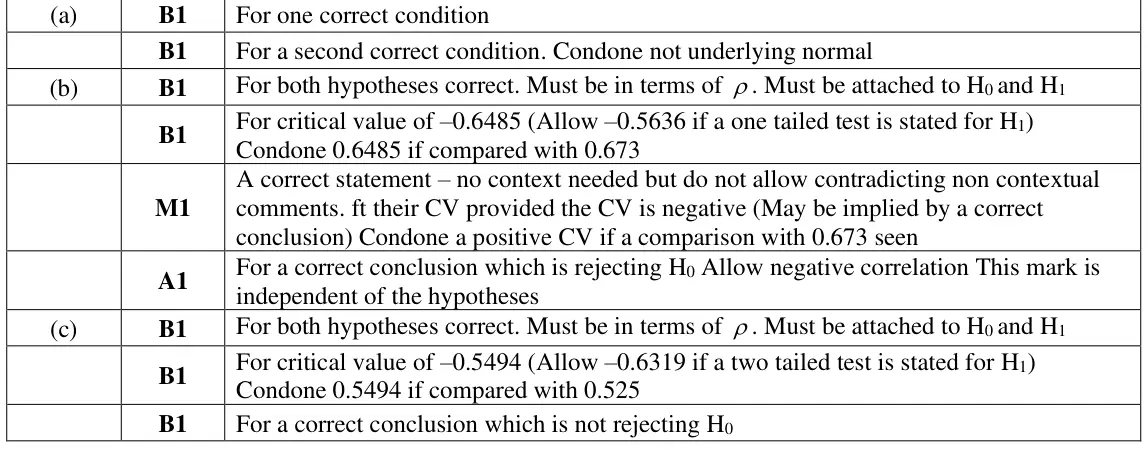 (a) B1 For one correct condition
B1 For a second correct condition. Condone not underlying normal
(b) B1 For both hypotheses correct. Must be in terms of ρ. Must be attached to H₀ and H₁
B1 For critical value of –0.6485 (Allow –0.5636 if a one tailed test is stated for H₁)
Condone 0.6485 if compared with 0.673
A correct statement – no context needed but do not allow contradicting non contextual
M1 comments. ft their CV provided the CV is negative (May be implied by a correct
conclusion) Condone a positive CV if a comparison with 0.673 seen
A1 For a correct conclusion which is rejecting H₀ Allow negative correlation This mark is
independent of the hypotheses
(c) B1 For both hypotheses correct. Must be in terms of ρ. Must be attached to H₀ and H₁
B1 For critical value of –0.5494 (Allow –0.6319 if a two tailed test is stated for H₁)
Condone 0.5494 if compared with 0.525
B1 For a correct conclusion which is not rejecting H₀